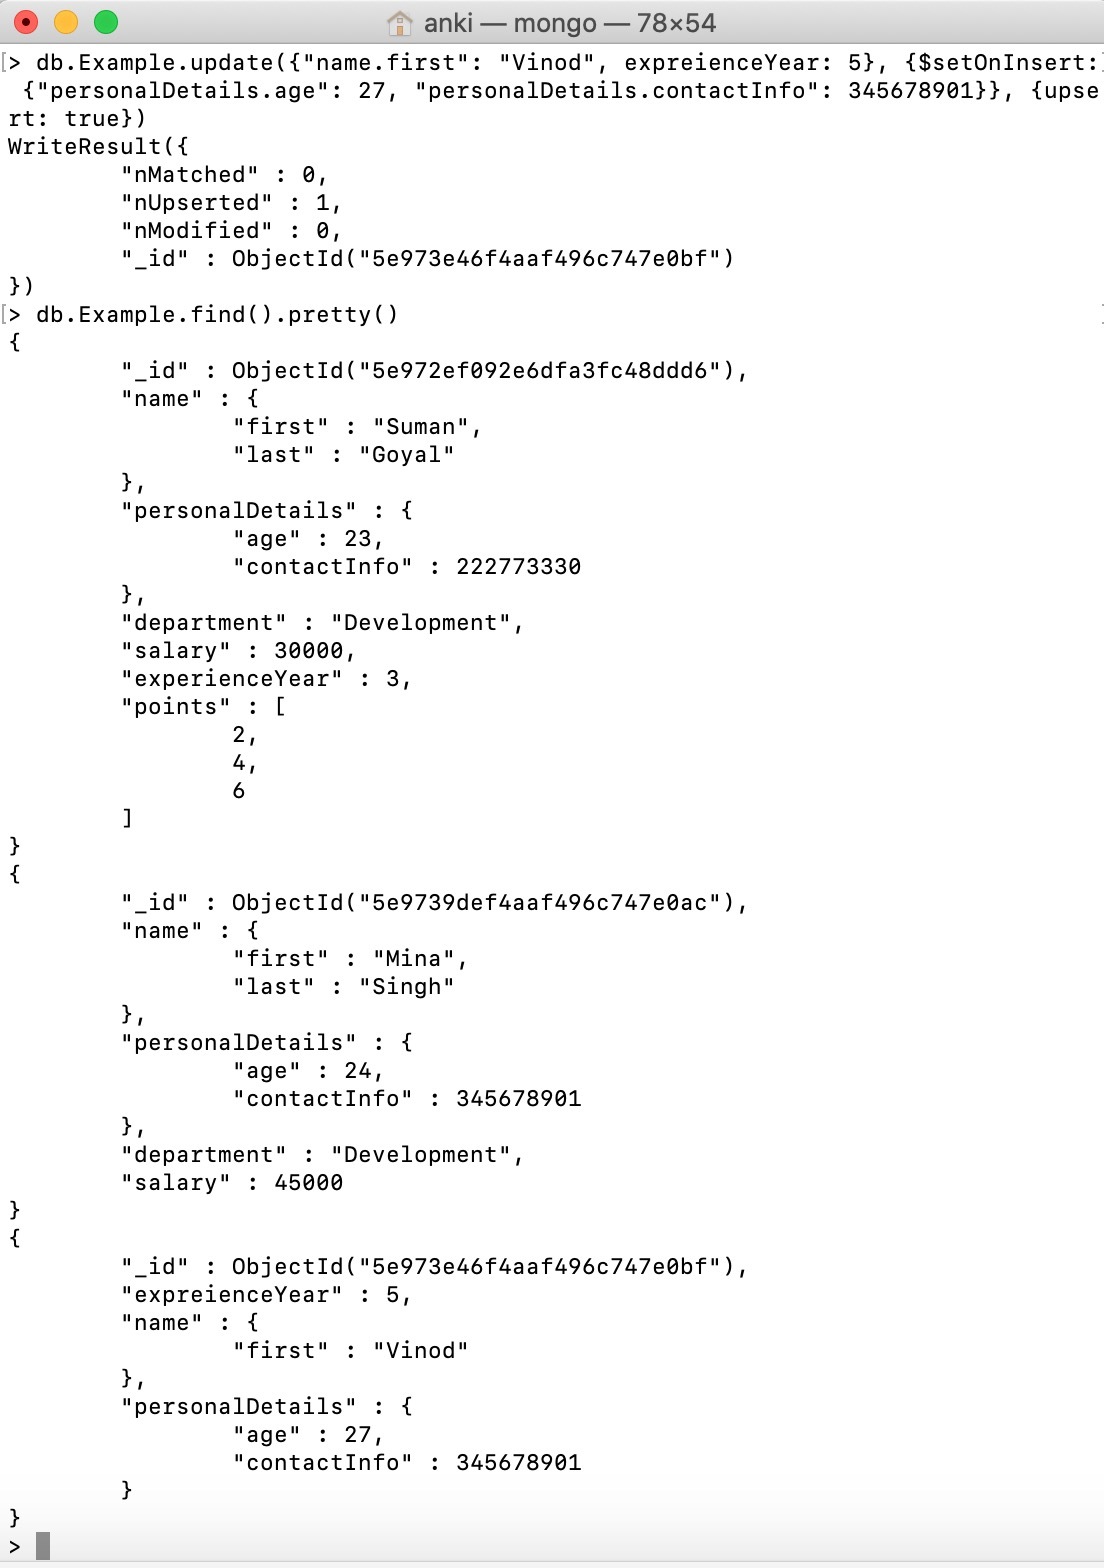 anki — mongo — 78×54
[> db.Example.update({"name.first": "Vinod", expreienceYear: 5}, {$setOnInsert:]
 {"personalDetails.age": 27, "personalDetails.contactInfo": 345678901}}, {upse
rt: true})
WriteResult({
        "nMatched" : 0,
        "nUpserted" : 1,
        "nModified" : 0,
        "_id" : ObjectId("5e973e46f4aaf496c747e0bf")
})
[> db.Example.find().pretty() ]
{
        "_id" : ObjectId("5e972ef092e6dfa3fc48ddd6"),
        "name" : {
                "first" : "Suman",
                "last" : "Goyal"
        },
        "personalDetails" : {
                "age" : 23,
                "contactInfo" : 222773330
        },
        "department" : "Development",
        "salary" : 30000,
        "experienceYear" : 3,
        "points" : [
                2,
                4,
                6
        ]
}
{
        "_id" : ObjectId("5e9739def4aaf496c747e0ac"),
        "name" : {
                "first" : "Mina",
                "last" : "Singh"
        },
        "personalDetails" : {
                "age" : 24,
                "contactInfo" : 345678901
        },
        "department" : "Development",
        "salary" : 45000
}
{
        "_id" : ObjectId("5e973e46f4aaf496c747e0bf"),
        "expreienceYear" : 5,
        "name" : {
                "first" : "Vinod"
        },
        "personalDetails" : {
                "age" : 27,
                "contactInfo" : 345678901
        }
}
>